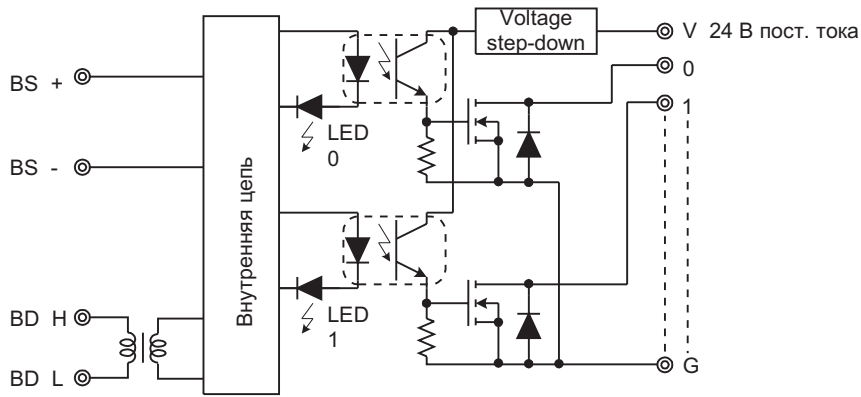 Voltage
step-down
V 24 В пост. тока
0
1
BS +
BS -
LED
0
Внутренняя цепь
LED
1
BD H
BD L
G